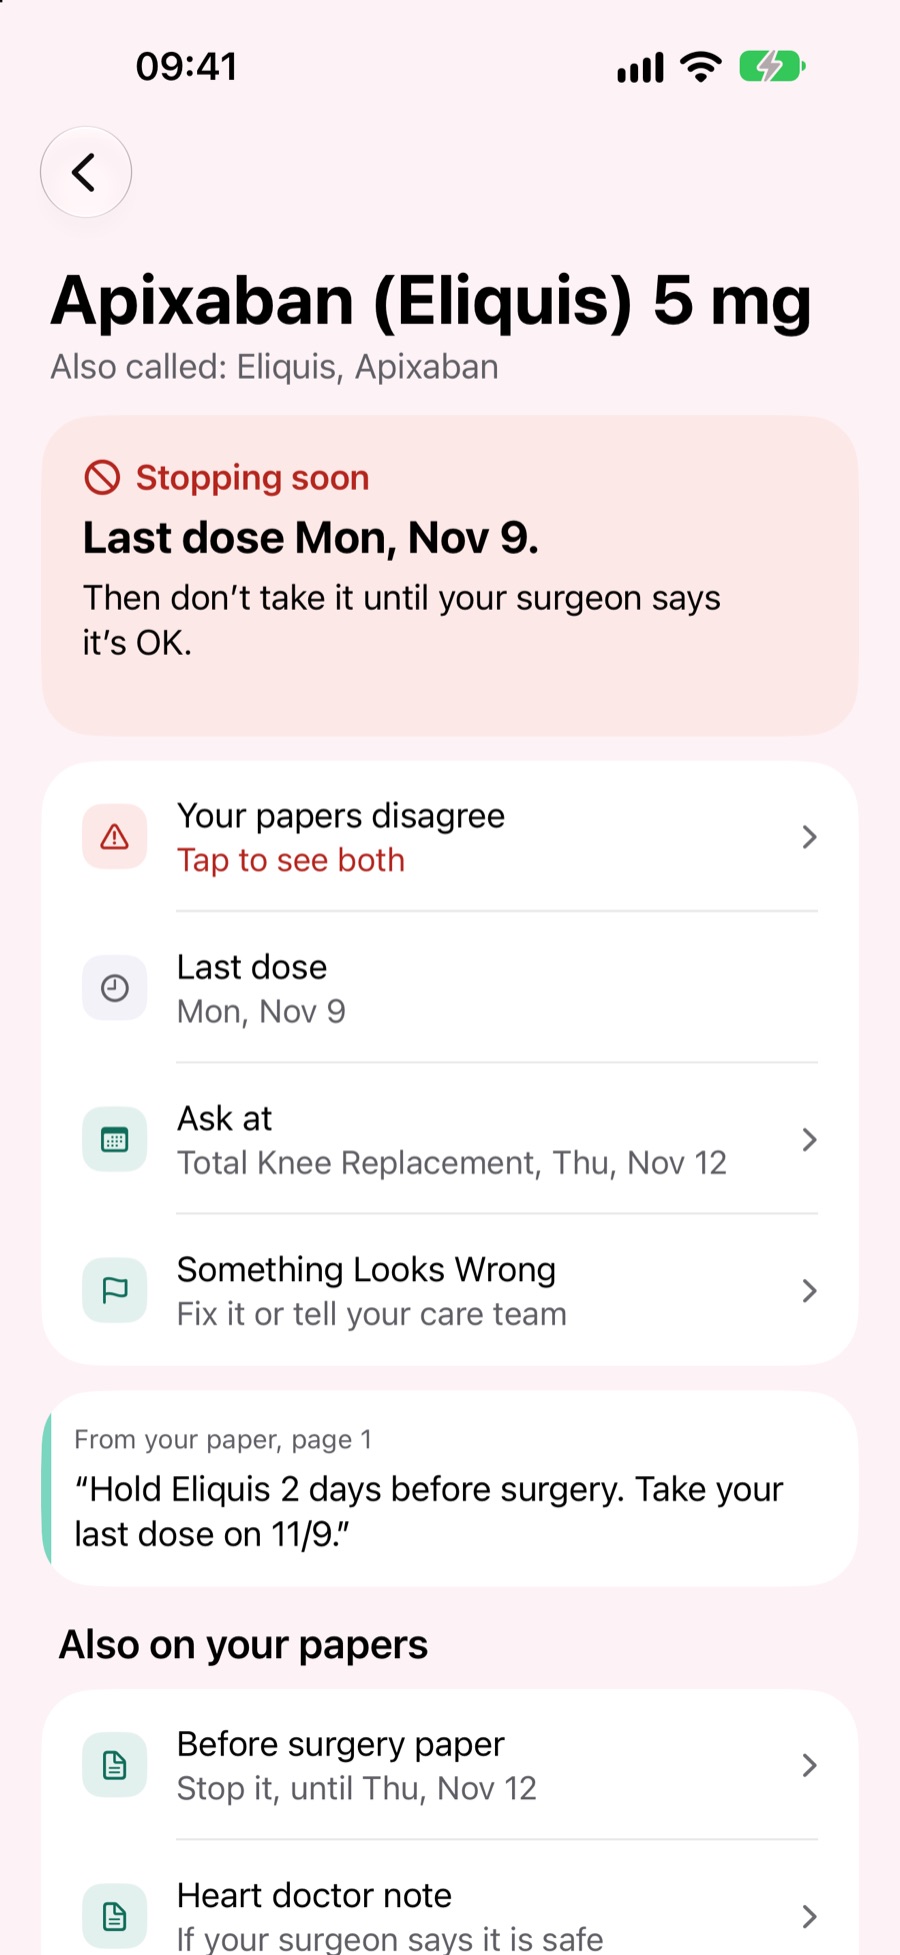 09:41
Apixaban (Eliquis) 5 mg
Also called: Eliquis, Apixaban
Stopping soon
Last dose Mon, Nov 9.
Then don’t take it until your surgeon says
it’s OK.
Your papers disagree
Tap to see both
Last dose
Mon, Nov 9
Ask at
Total Knee Replacement, Thu, Nov 12
Something Looks Wrong
Fix it or tell your care team
From your paper, page 1
“Hold Eliquis 2 days before surgery. Take your
last dose on 11/9.”
Also on your papers
Before surgery paper
Stop it, until Thu, Nov 12
Heart doctor note
If your surgeon says it is safe